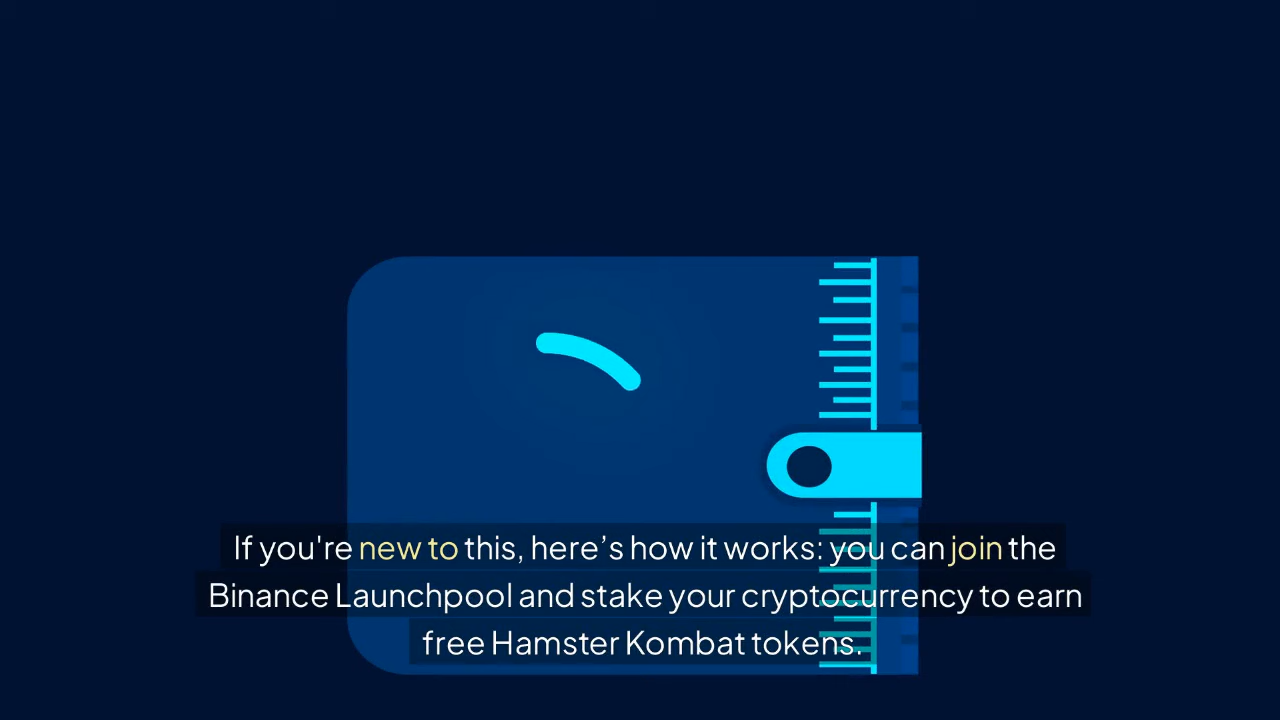 If you're new to this, here’s how it works: you can join the
Binance Launchpool and stake your cryptocurrency to earn
free Hamster Kombat tokens.